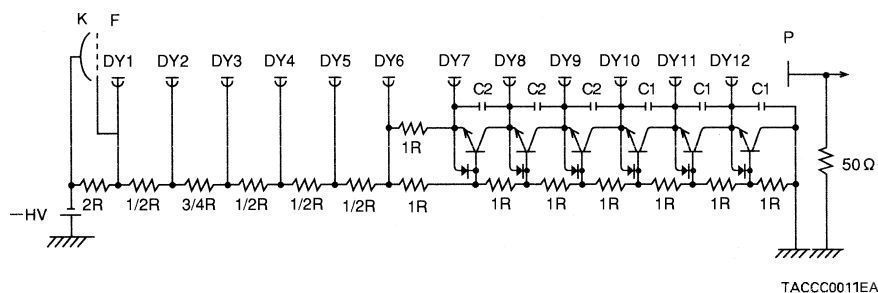 K F P
DY1 DY2 DY3 DY4 DY5 DY6 DY7 DY8 DY9 DY10 DY11 DY12
C2 C2 C2 C1 C1 C1
1R
50Ω
−HV
2R 1/2R 3/4R 1/2R 1/2R 1/2R 1R 1R 1R 1R 1R 1R 1R
TACCC0011EA